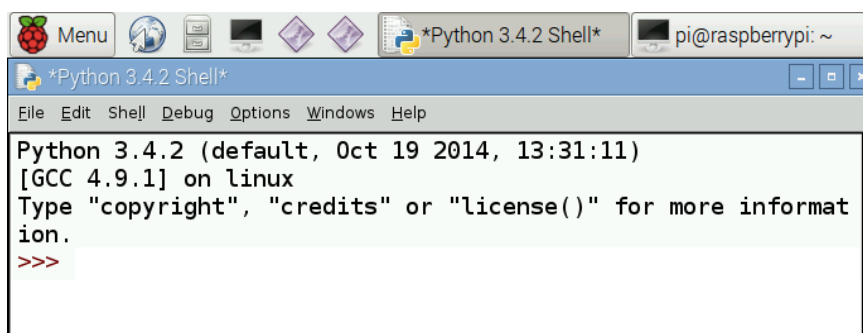 Menu *Python 3.4.2 Shell* pi@raspberrypi: ~
*Python 3.4.2 Shell*
File Edit Shell Debug Options Windows Help
Python 3.4.2 (default, Oct 19 2014, 13:31:11)
[GCC 4.9.1] on linux
Type "copyright", "credits" or "license()" for more informat
ion.
>>>